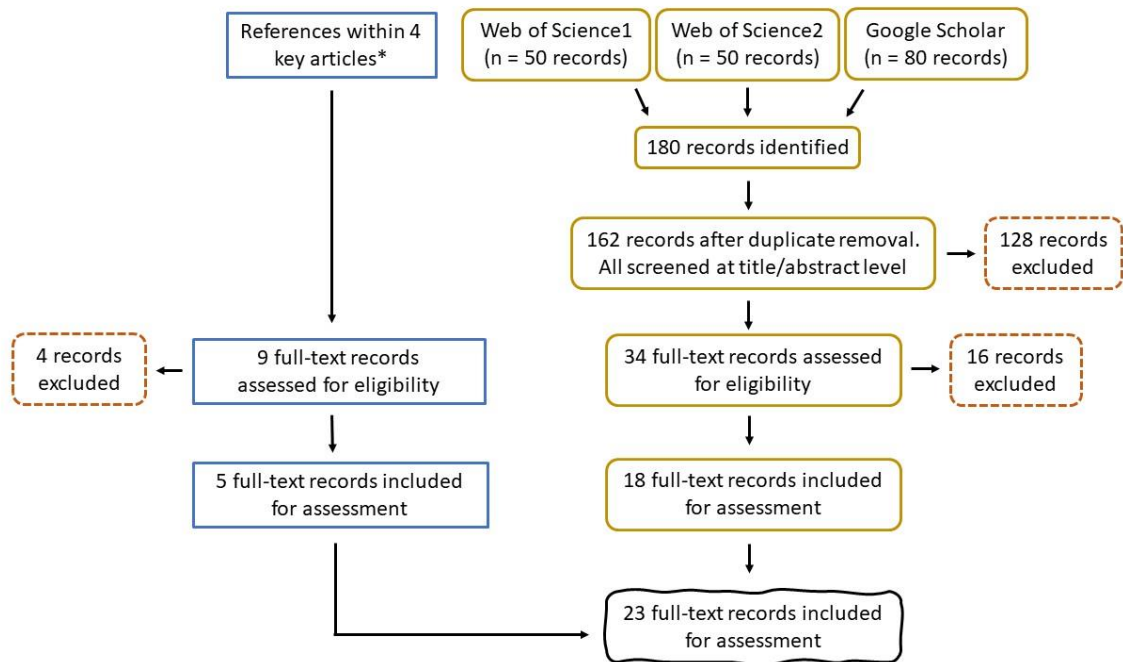 References within 4
key articles*
Web of Science1
(n = 50 records)
Web of Science2
(n = 50 records)
Google Scholar
(n = 80 records)
180 records identified
162 records after duplicate removal.
All screened at title/abstract level
128 records
excluded
4 records
excluded
9 full-text records
assessed for eligibility
34 full-text records assessed
for eligibility
16 records
excluded
5 full-text records included
for assessment
18 full-text records included
for assessment
23 full-text records included
for assessment